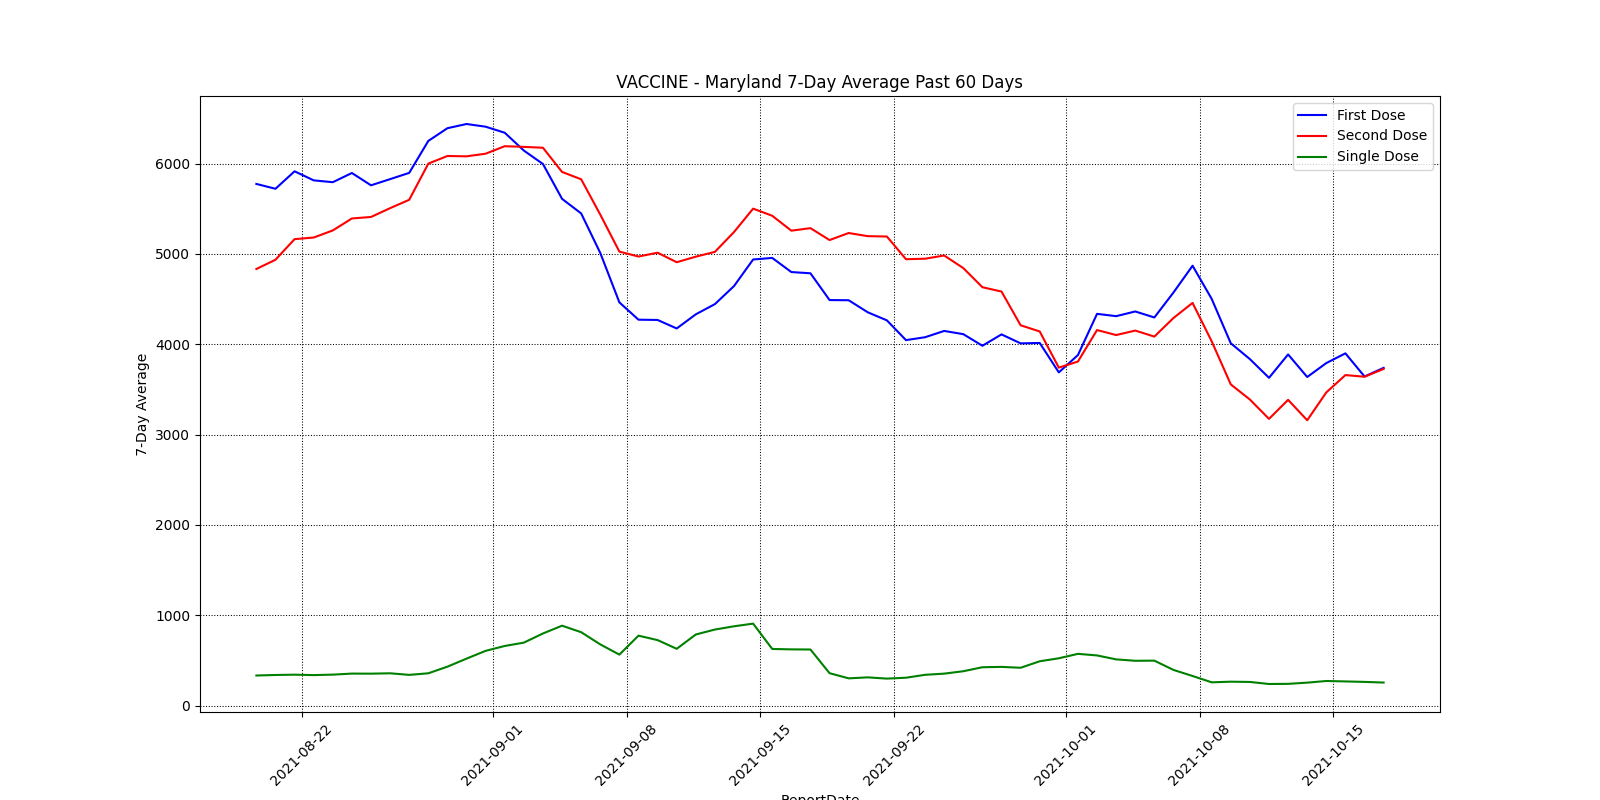 VACCINE - Maryland 7-Day Average Past 60 Days
First Dose
Second Dose
Single Dose
7-Day Average
6000
5000
4000
3000
2000
1000
0
2021-08-22
2021-09-01
2021-09-08
2021-09-15
2021-09-22
2021-10-01
2021-10-08
2021-10-15
ReportDate